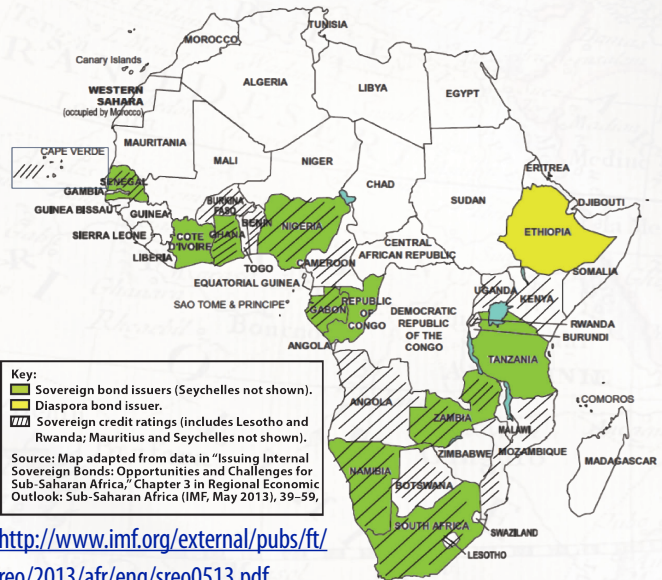 TUNISIA
MOROCCO
Canary Islands
ALGERIA
LIBYA
EGYPT
WESTERN
SAHARA
(occupied by Morocco)
CAPE VERDE
MAURITANIA
MALI
NIGER
CHAD
SUDAN
ERITREA
DJIBOUTI
SENEGAL
GAMBIA
GUINEA BISSAU
GUINEA
BURKINA
FASO
BENIN
NIGERIA
ETHIOPIA
SIERRA LEONE
COTE
D'IVOIRE
GHANA
LIBERIA
TOGO
CAMEROON
CENTRAL
AFRICAN REPUBLIC
SOMALIA
EQUATORIAL GUINEA
SAO TOME & PRINCIPE
GABON
REPUBLIC
OF
CONGO
DEMOCRATIC
REPUBLIC
OF THE
CONGO
UGANDA
KENYA
RWANDA
BURUNDI
ANGOLA
TANZANIA
COMOROS
ANGOLA
ZAMBIA
MALAWI
ZIMBABWE
MOZAMBIQUE
MADAGASCAR
NAMIBIA
BOTSWANA
SOUTH AFRICA
SWAZILAND
LESOTHO
Key:
Sovereign bond issuers (Seychelles not shown).
Diaspora bond issuer.
Sovereign credit ratings (includes Lesotho and
Rwanda; Mauritius and Seychelles not shown).
Source: Map adapted from data in "Issuing Internal
Sovereign Bonds: Opportunities and Challenges for
Sub-Saharan Africa," Chapter 3 in Regional Economic
Outlook: Sub-Saharan Africa (IMF, May 2013), 39–59,
http://www.imf.org/external/pubs/ft/
reo/2013/afr/eng/sreo0513.pdf